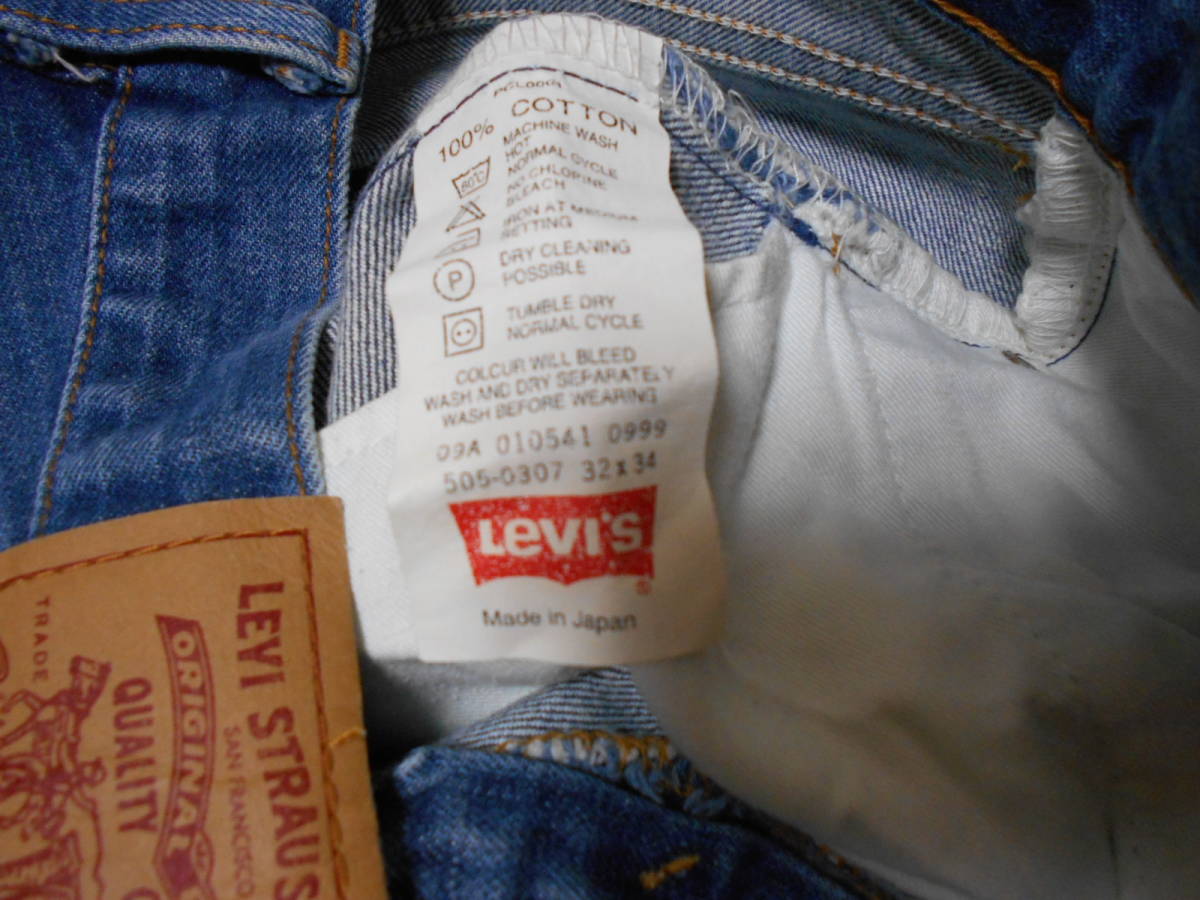 100% COTTON
60°C
MACHINE WASH
HOT
NORMAL CYCLE
NO CHLORINE
BLEACH
IRON AT MEDIUM
SETTING
P
DRY CLEANING
POSSIBLE
TUMBLE DRY
NORMAL CYCLE
COLOUR WILL BLEED
WASH AND DRY SEPARATELY
WASH BEFORE WEARING
09A 010541 0999
505-0307 32x34
LEVI'S
®
Made in Japan
LEVI STRAUS
SAN FRANCISCO
ORIGINAL
QUALITY
TRADE